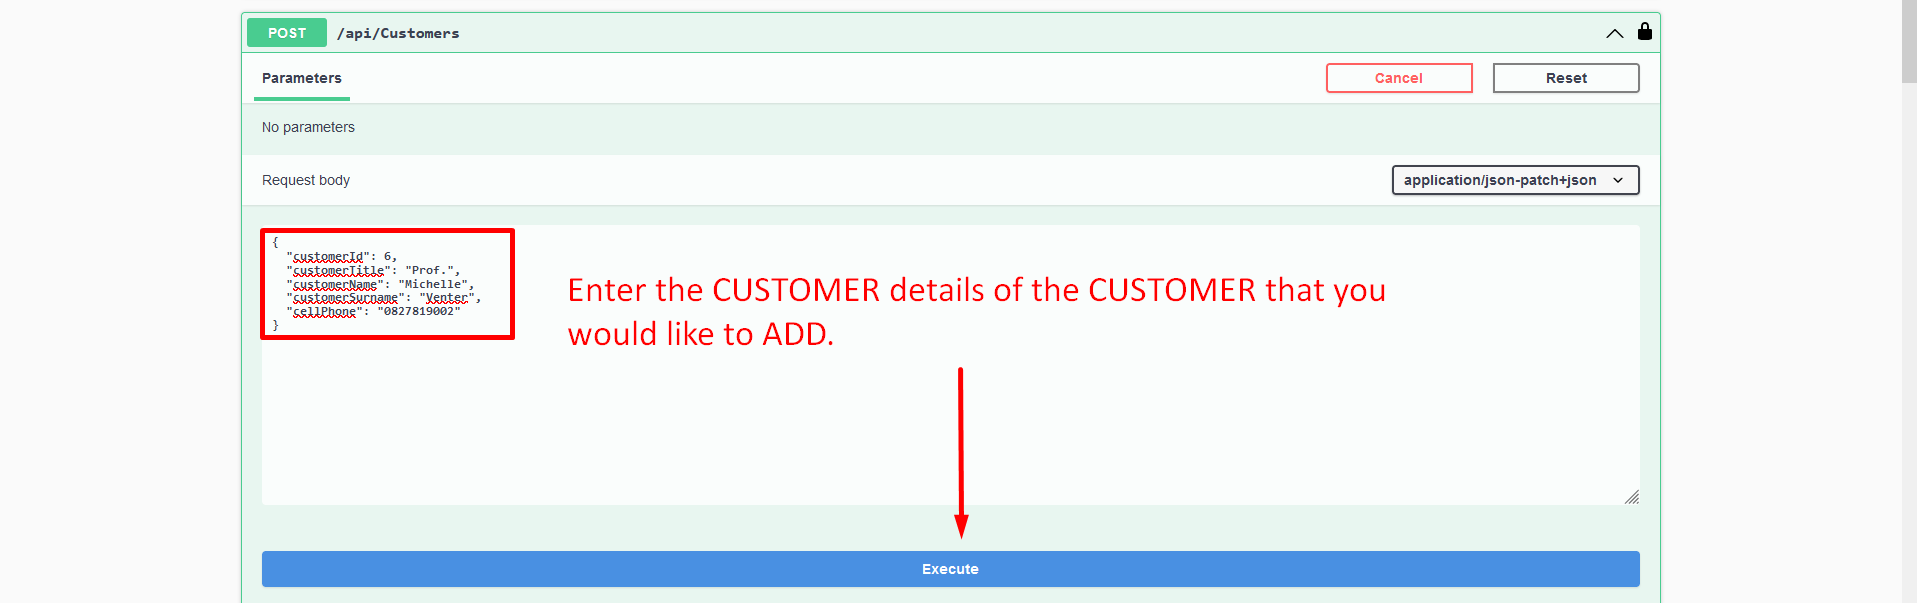 POST /api/Customers
Parameters Cancel Reset
No parameters
Request body application/json-patch+json
{
"customerId": 6,
"customerTitle": "Prof.",
"customerName": "Michelle",
"customerSurname": "Venter",
"cellPhone": "0827819002"
}
Enter the CUSTOMER details of the CUSTOMER that you
would like to ADD.
Execute